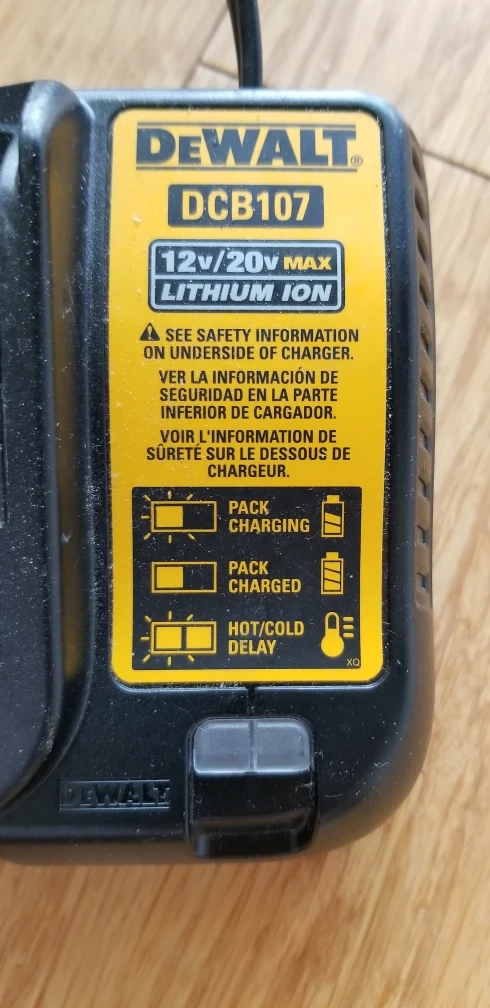 DEWALT®
DCB107
12V/20V MAX
LITHIUM ION
SEE SAFETY INFORMATION
ON UNDERSIDE OF CHARGER.
VER LA INFORMACIÓN DE
SEGURIDAD EN LA PARTE
INFERIOR DE CARGADOR.
VOIR L'INFORMATION DE
SÛRETÉ SUR LE DESSOUS DE
CHARGEUR.
PACK
CHARGING
PACK
CHARGED
HOT/COLD
DELAY
XQ
DEWALT